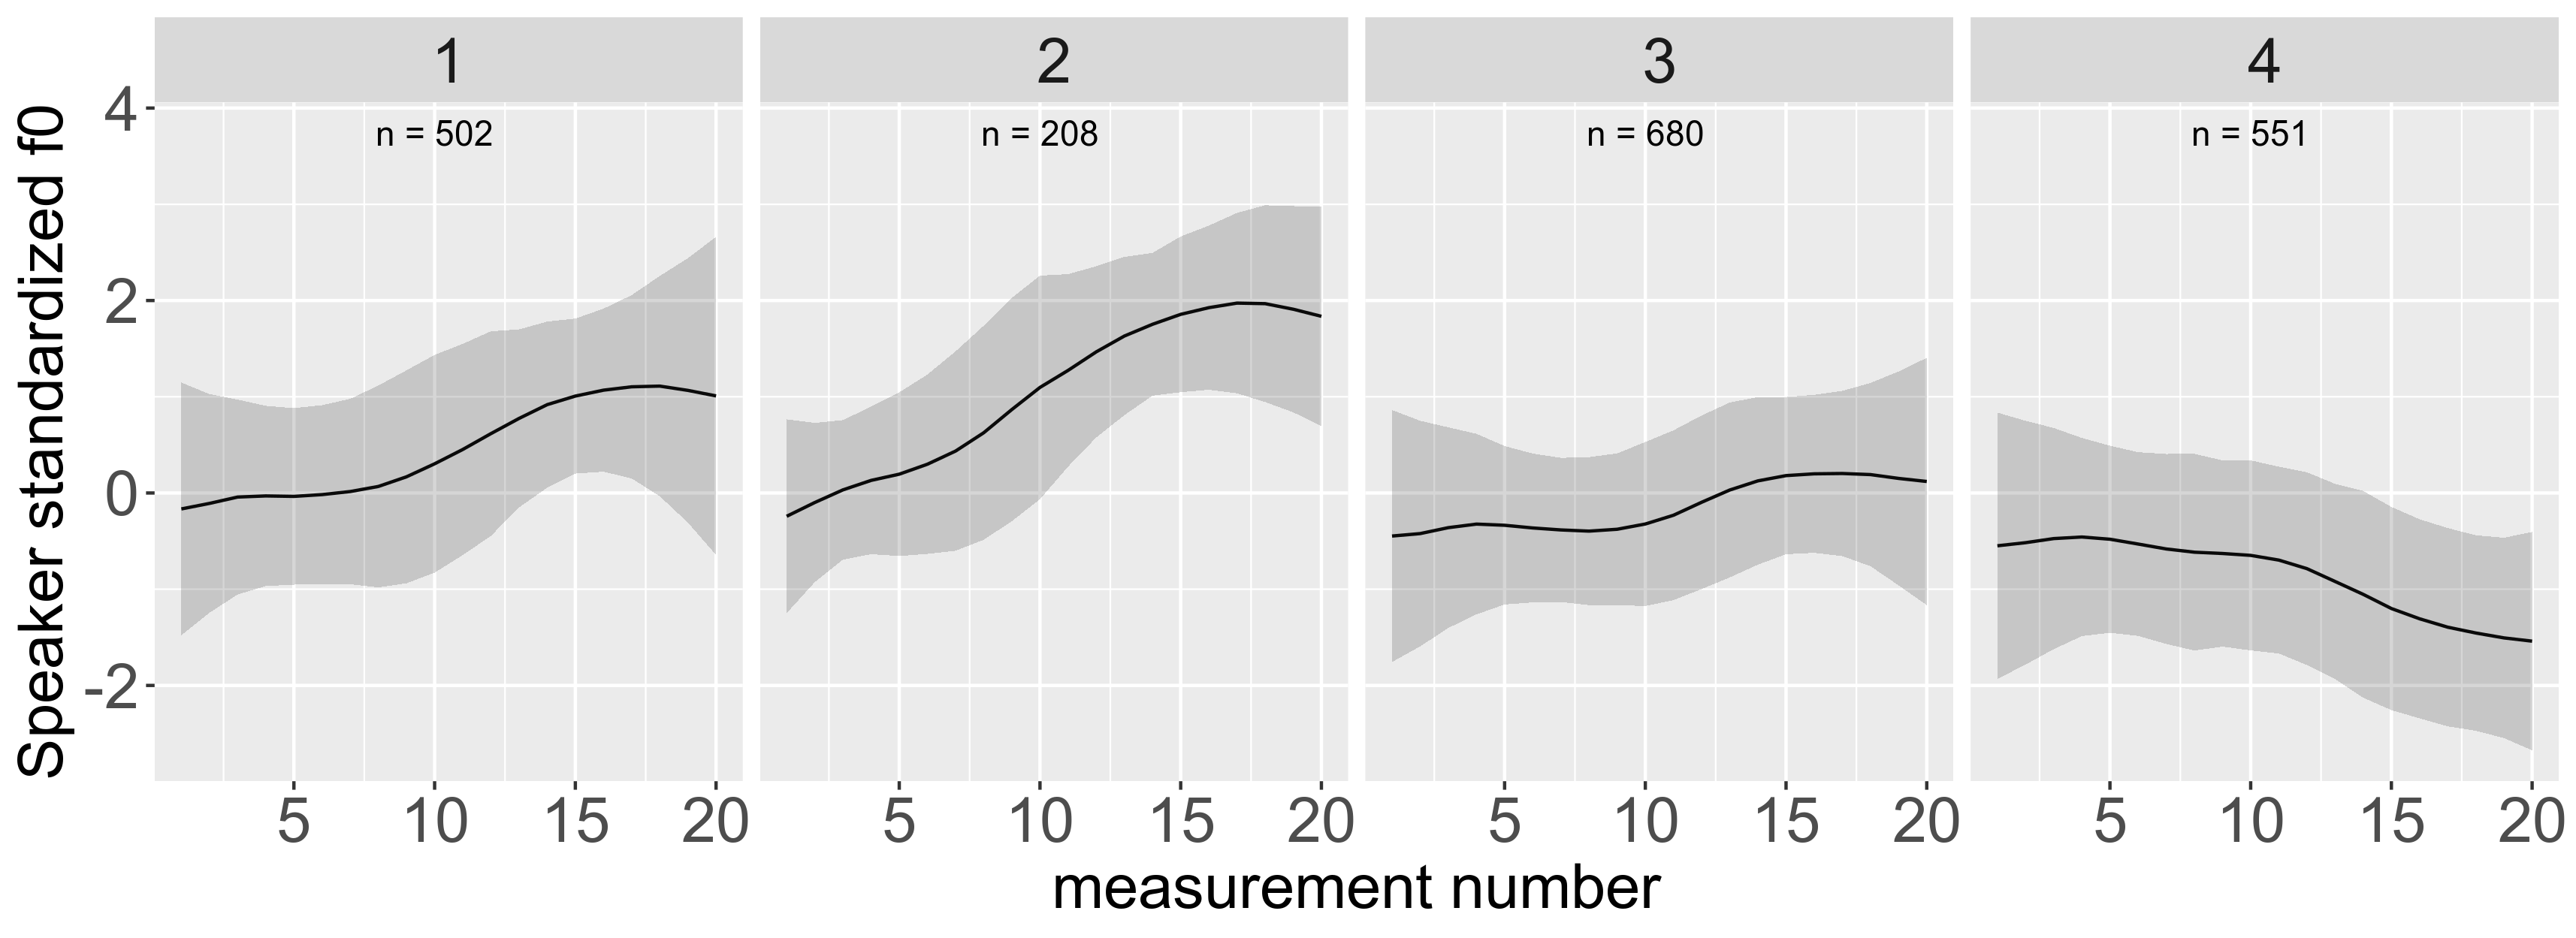 1 2 3 4
n = 502 n = 208 n = 680 n = 551
4
2
0
-2
Speaker standardized f0
5 10 15 20 5 10 15 20 5 10 15 20 5 10 15 20
measurement number